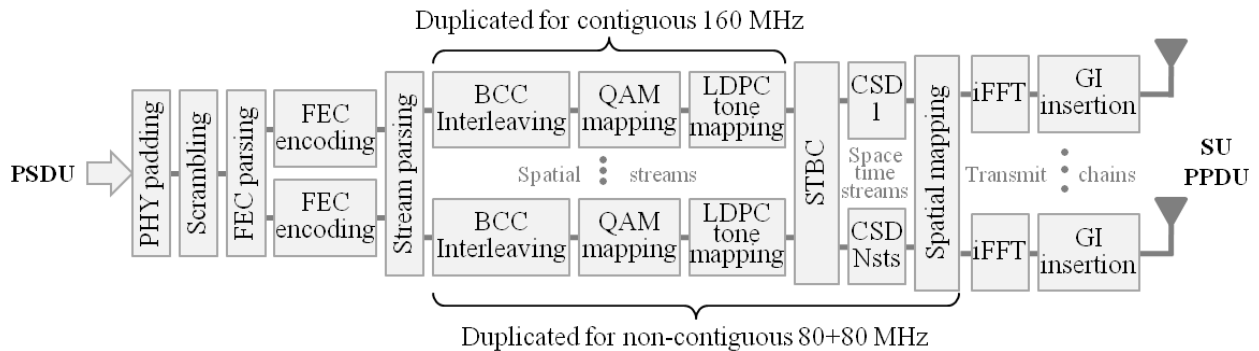 Duplicated for contiguous 160 MHz
PSDU
PHY padding
Scrambling
FEC parsing
FEC
encoding
FEC
encoding
Stream parsing
BCC
Interleaving
QAM
mapping
LDPC
tone
mapping
Spatial streams
BCC
Interleaving
QAM
mapping
LDPC
tone
mapping
STBC
CSD
1
Space
time
streams
CSD
Nsts
Spatial mapping
iFFT
GI
insertion
Transmit chains
iFFT
GI
insertion
SU
PPDU
Duplicated for non-contiguous 80+80 MHz